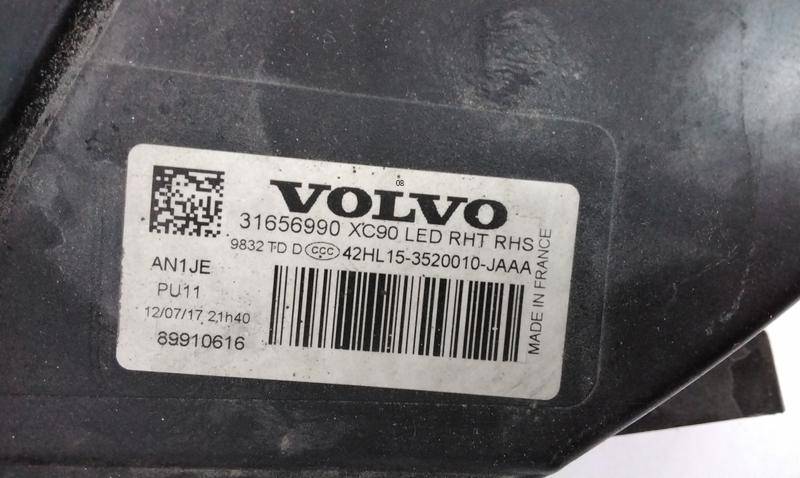 08
VOLVO
31656990 XC90 LED RHT RHS
9832 TD D CCC 42HL15-3520010-JAAA
AN1JE
PU11
12/07/17 21h40
89910616
MADE IN FRANCE